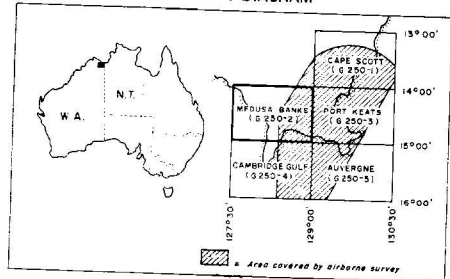 13°00'
CAPE SCOTT
(G 250-1)
14°00'
N.T.
W A.
MEDUSA BANKS
(G 250-2)
PORT KEATS
(G 250-3)
15°00'
CAMBRIDGE GULF
(G 250-4)
AUVERGNE
(G 250-5)
16°00'
127°30'
129°00'
130°30'
= Area covered by airborne survey